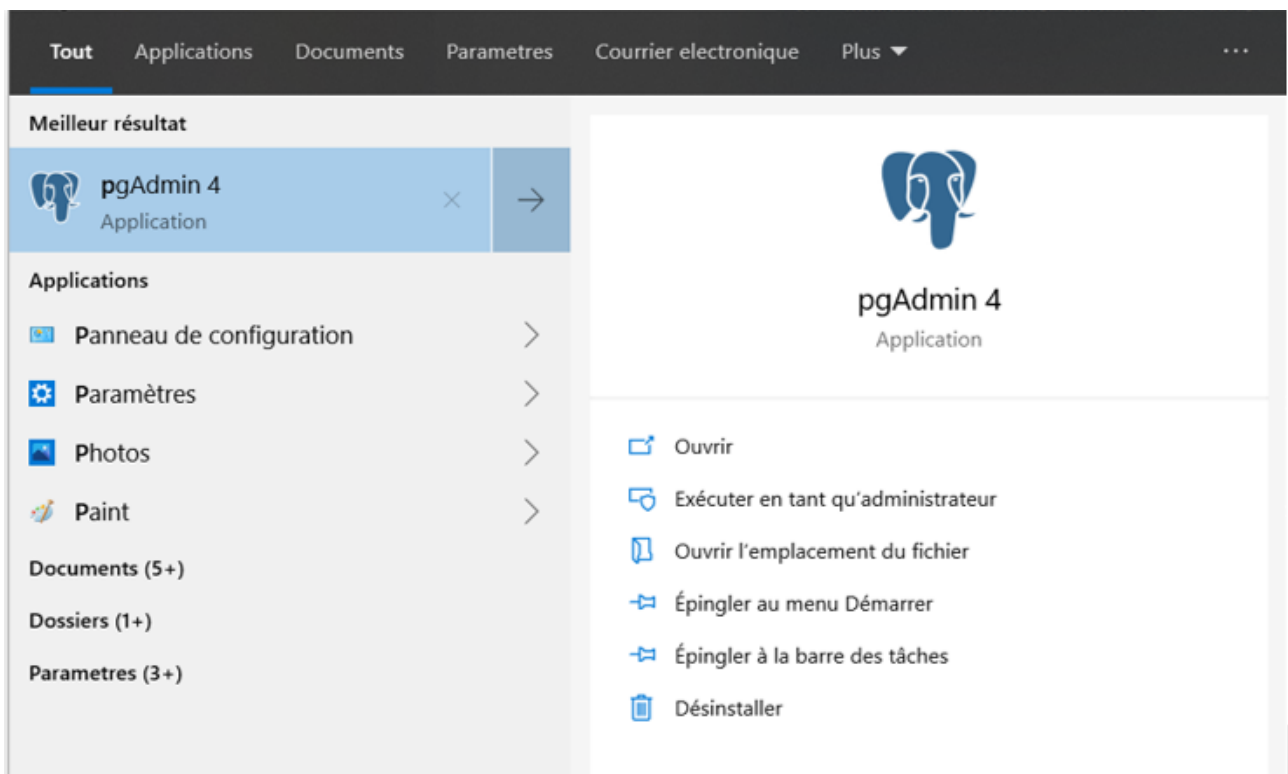 Tout Applications Documents Parametres Courrier electronique Plus
Meilleur résultat
pgAdmin 4
Application
Applications
Panneau de configuration
Paramètres
Photos
Paint
Documents (5+)
Dossiers (1+)
Parametres (3+)
pgAdmin 4
Application
Ouvrir
Exécuter en tant qu'administrateur
Ouvrir l'emplacement du fichier
Épingler au menu Démarrer
Épingler à la barre des tâches
Désinstaller